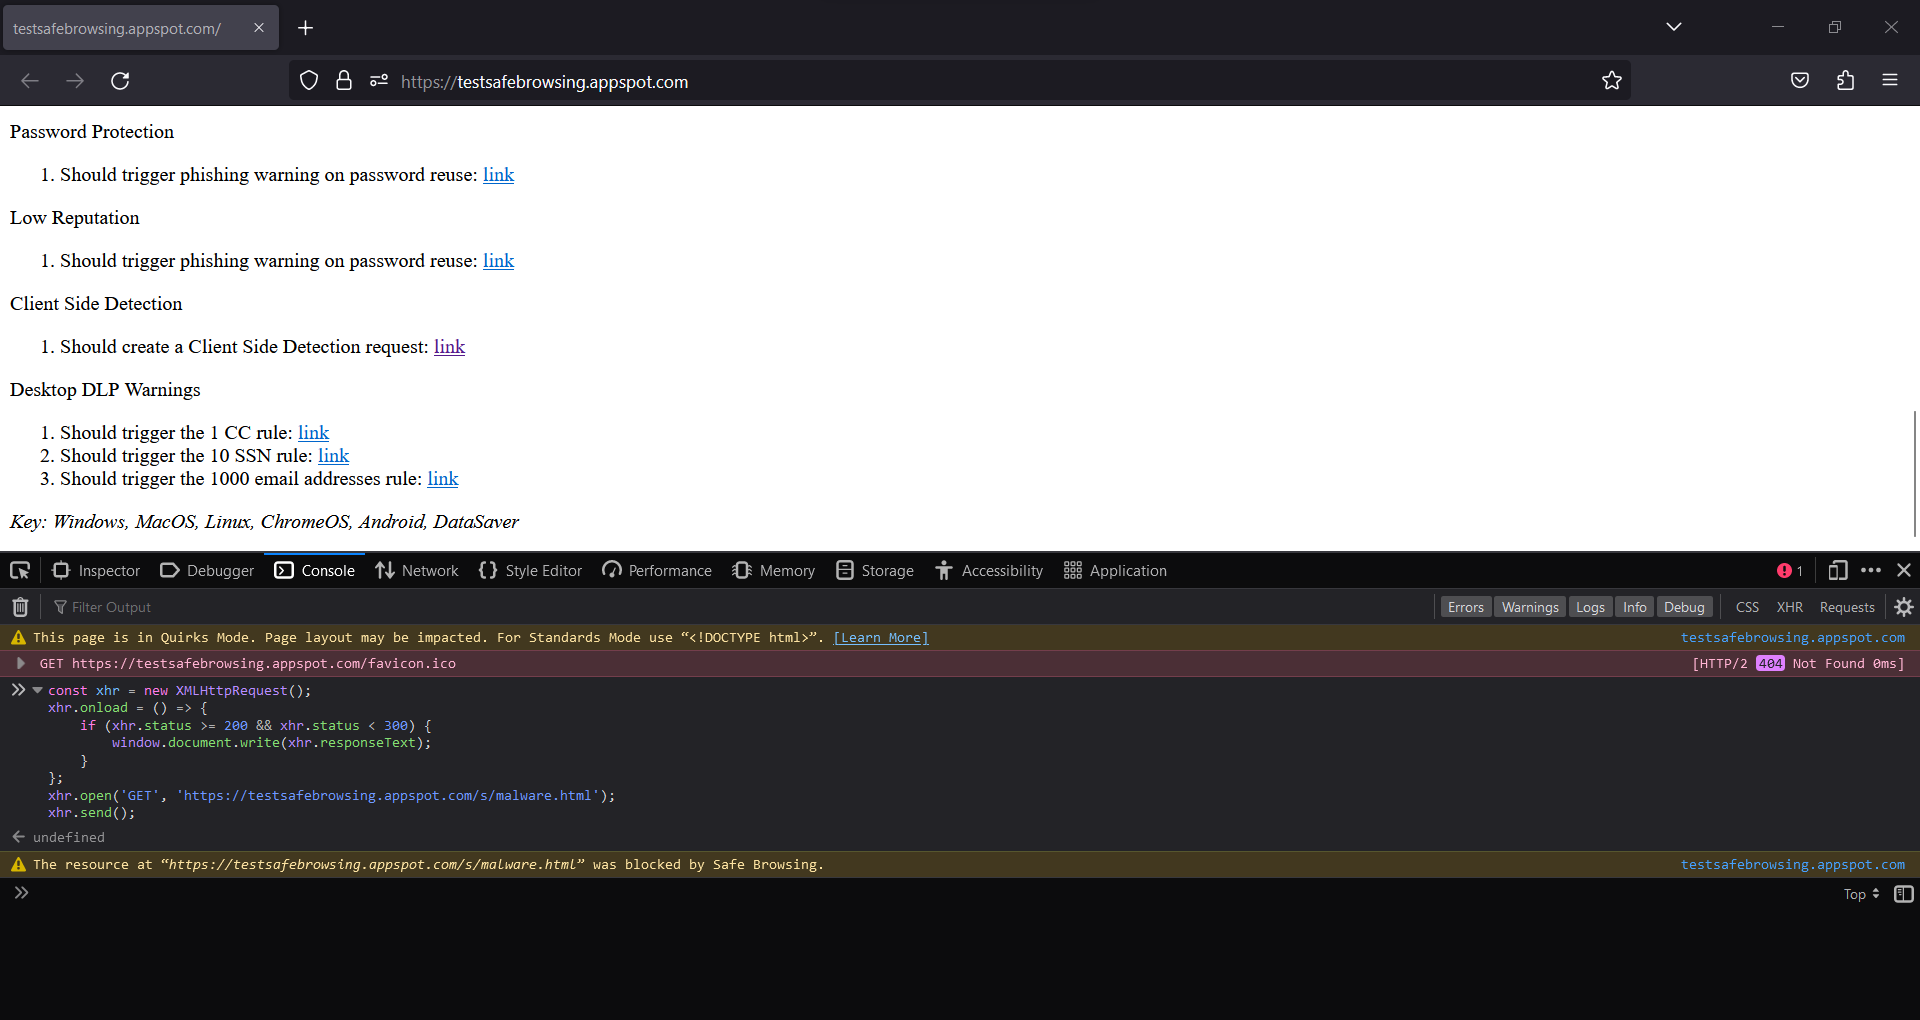 testsafebrowsing.appspot.com/
https://testsafebrowsing.appspot.com
Password Protection
1. Should trigger phishing warning on password reuse: link
Low Reputation
1. Should trigger phishing warning on password reuse: link
Client Side Detection
1. Should create a Client Side Detection request: link
Desktop DLP Warnings
1. Should trigger the 1 CC rule: link
2. Should trigger the 10 SSN rule: link
3. Should trigger the 1000 email addresses rule: link
Key: Windows, MacOS, Linux, ChromeOS, Android, DataSaver
Inspector Debugger Console Network Style Editor Performance Memory Storage Accessibility Application 1
Filter Output Errors Warnings Logs Info Debug CSS XHR Requests
This page is in Quirks Mode. Page layout may be impacted. For Standards Mode use “<!DOCTYPE html>”. [Learn More] testsafebrowsing.appspot.com
GET https://testsafebrowsing.appspot.com/favicon.ico [HTTP/2 404 Not Found 0ms]
const xhr = new XMLHttpRequest();
xhr.onload = () => {
if (xhr.status >= 200 && xhr.status < 300) {
window.document.write(xhr.responseText);
}
};
xhr.open('GET', 'https://testsafebrowsing.appspot.com/s/malware.html');
xhr.send();
undefined
The resource at “https://testsafebrowsing.appspot.com/s/malware.html” was blocked by Safe Browsing. testsafebrowsing.appspot.com
Top